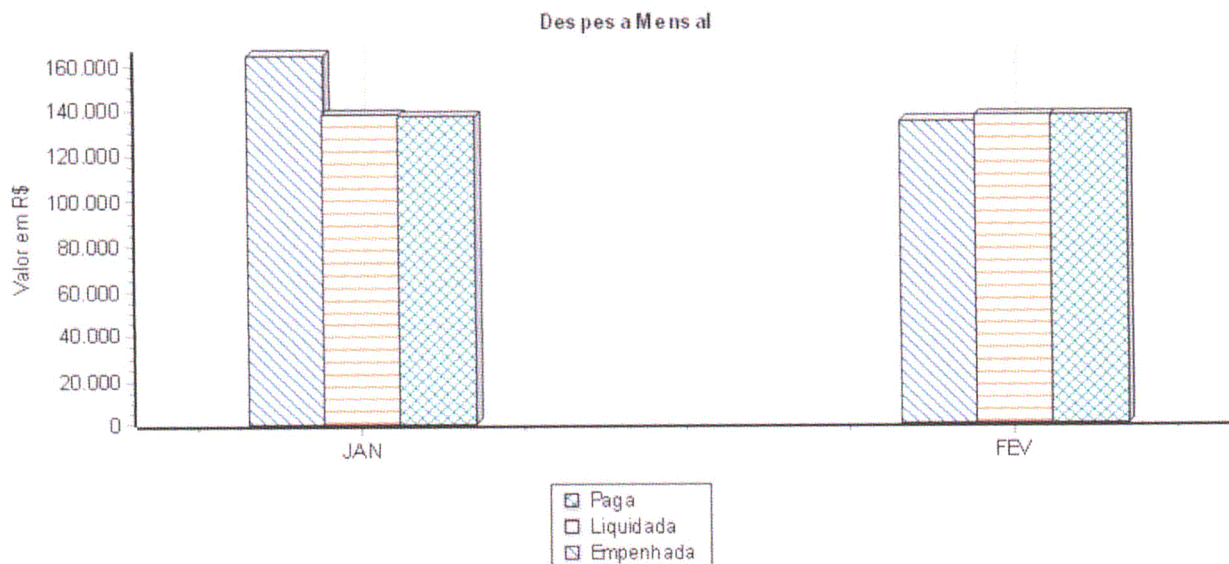 Despesa Mensal
Valor em R$
160.000
140.000
120.000
100.000
80.000
60.000
40.000
20.000
0
JAN
FEV
Paga
Liquidada
Empenhada